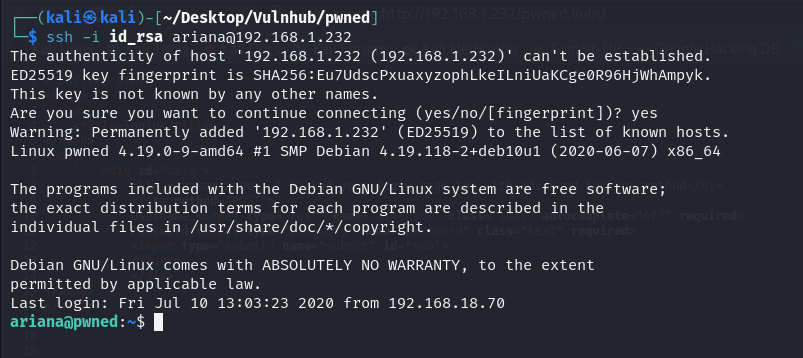 ┌──(kali㉿kali)-[~/Desktop/Vulnhub/pwned]
└─$ ssh -i id_rsa ariana@192.168.1.232
The authenticity of host '192.168.1.232 (192.168.1.232)' can't be established.
ED25519 key fingerprint is SHA256:Eu7UdscPxuaxyzophLkeILniUaKCge0R96HjWhAmpyk.
This key is not known by any other names.
Are you sure you want to continue connecting (yes/no/[fingerprint])? yes
Warning: Permanently added '192.168.1.232' (ED25519) to the list of known hosts.
Linux pwned 4.19.0-9-amd64 #1 SMP Debian 4.19.118-2+deb10u1 (2020-06-07) x86_64
The programs included with the Debian GNU/Linux system are free software;
the exact distribution terms for each program are described in the
individual files in /usr/share/doc/*/copyright.
Debian GNU/Linux comes with ABSOLUTELY NO WARRANTY, to the extent
permitted by applicable law.
Last login: Fri Jul 10 13:03:23 2020 from 192.168.18.70
ariana@pwned:~$